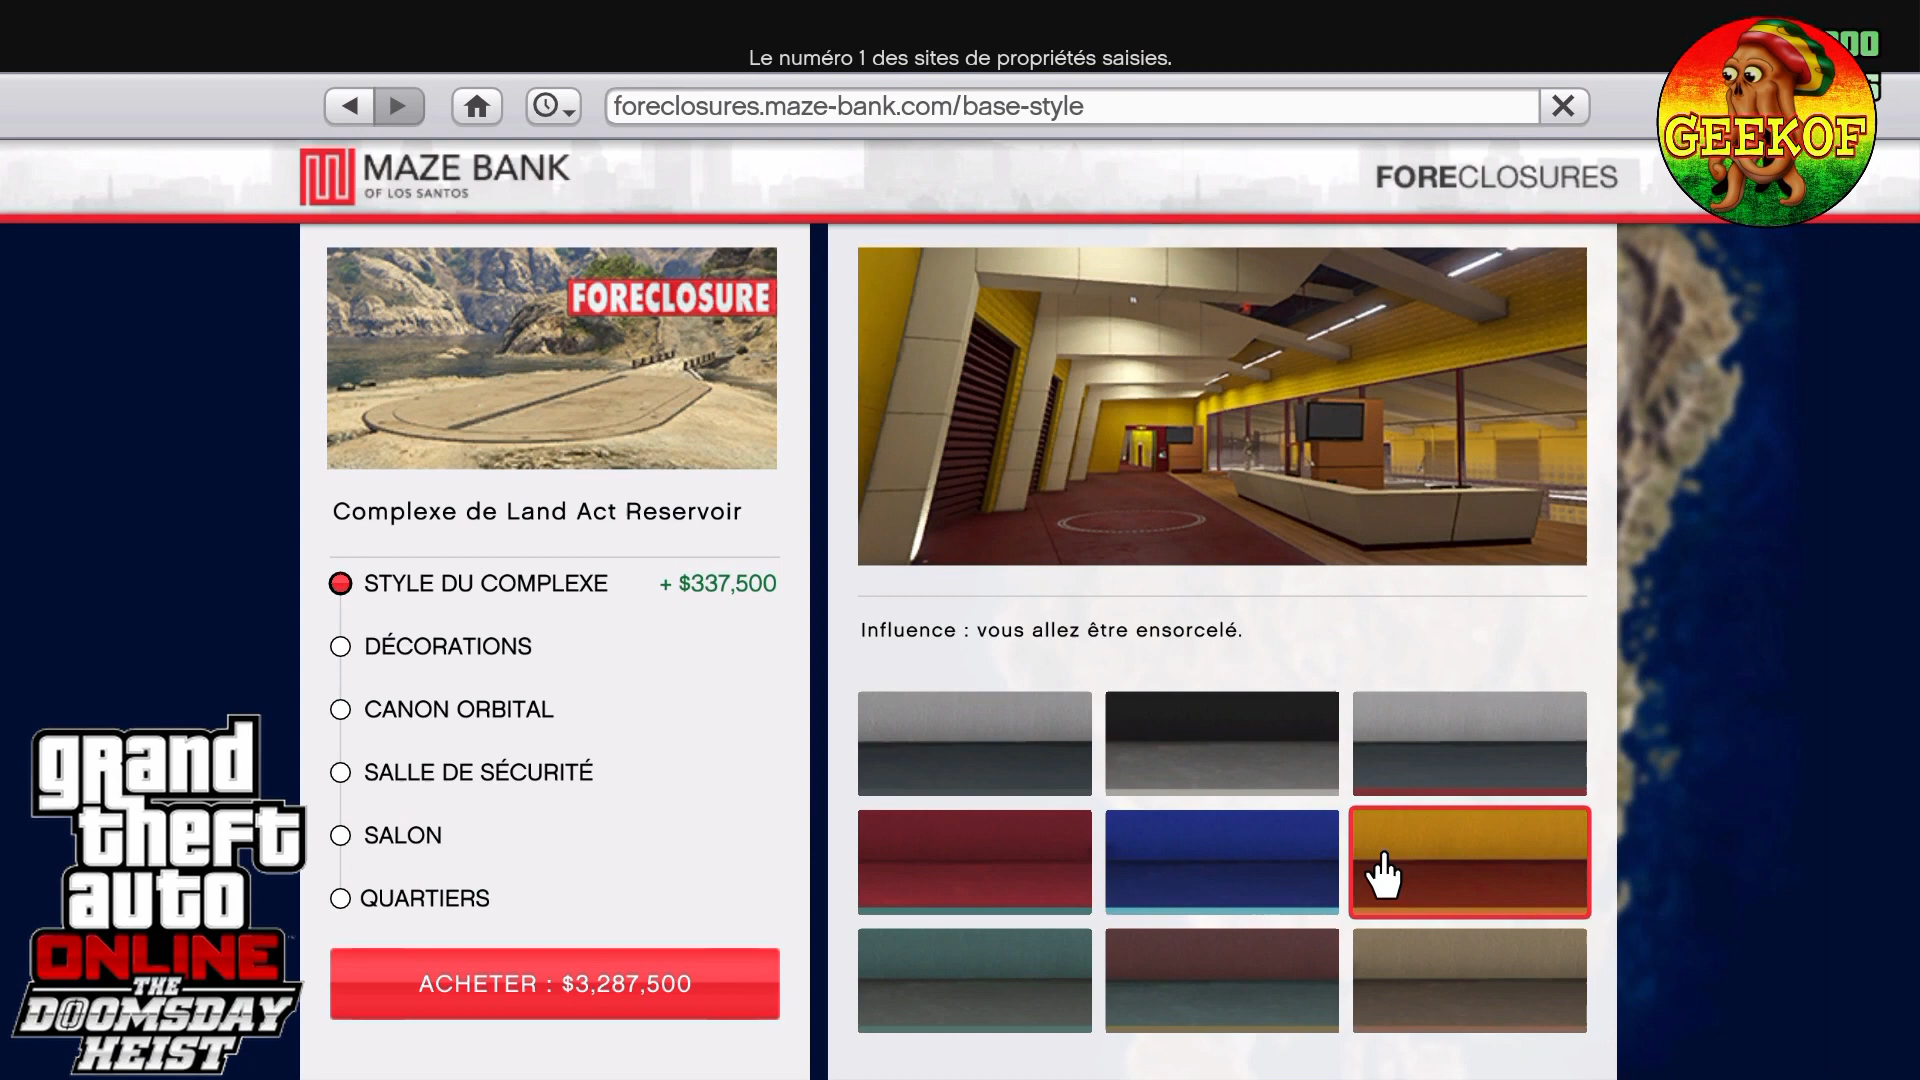 Le numéro 1 des sites de propriétés saisies.
foreclosures.maze-bank.com/base-style
GEEKOF
MAZE BANK
OF LOS SANTOS
FORECLOSURES
FORECLOSURE
Complexe de Land Act Reservoir
STYLE DU COMPLEXE + $337,500
DÉCORATIONS
CANON ORBITAL
SALLE DE SÉCURITÉ
SALON
QUARTIERS
ACHETER : $3,287,500
Influence : vous allez être ensorcelé.
grand
theft
auto
ONLINE
THE
DOOMSDAY
HEIST